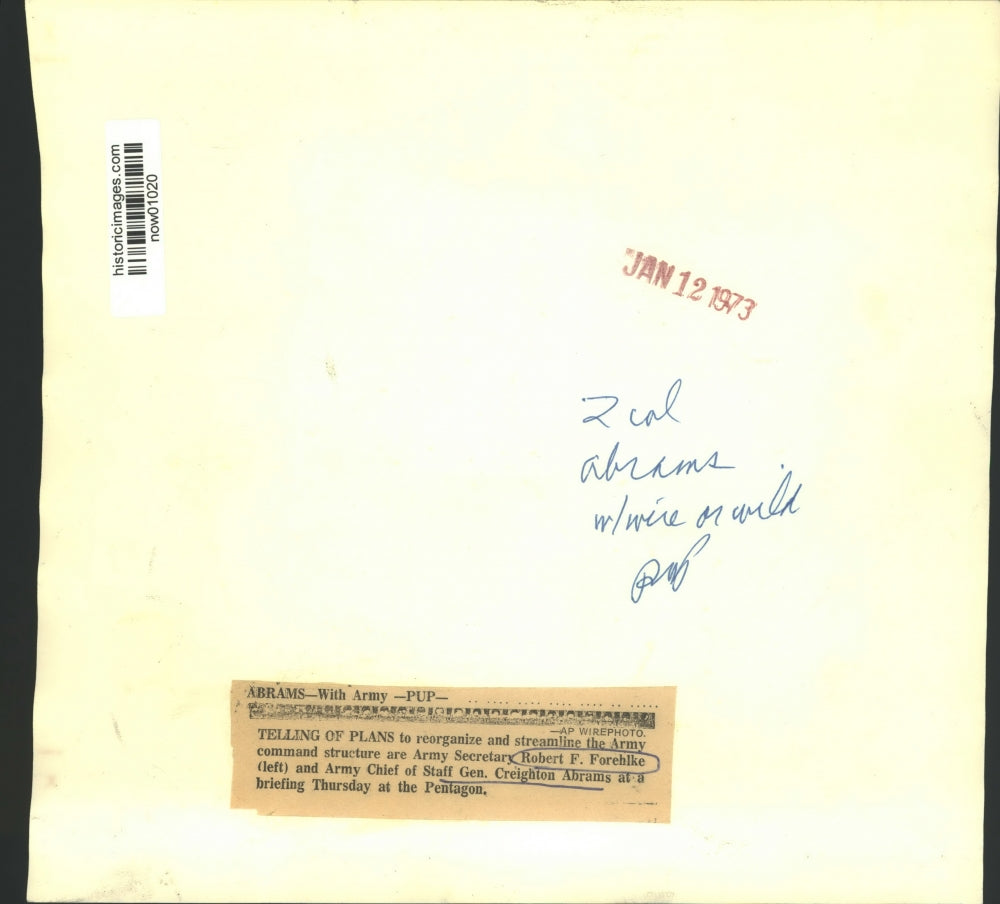 historicimages.com
now01020
JAN 12 1973
2 col
abrams
w/wire or wild
pup
ABRAMS—With Army —PUP—
—AP WIREPHOTO.
TELLING OF PLANS to reorganize and streamline the Army
command structure are Army Secretary Robert F. Forehlke
(left) and Army Chief of Staff Gen. Creighton Abrams at a
briefing Thursday at the Pentagon.